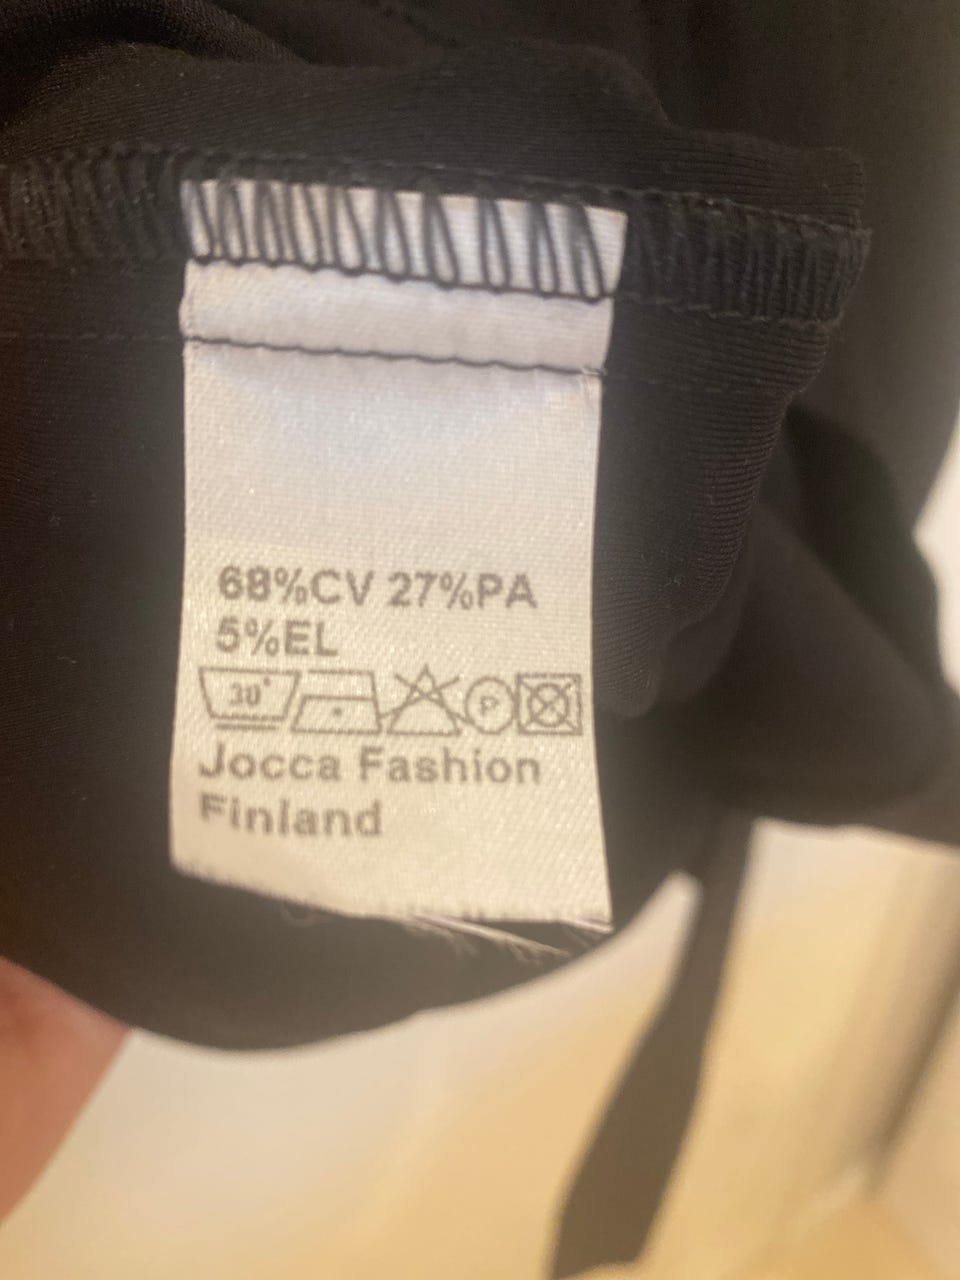 68%CV 27%PA
5%EL
30° P
Jocca Fashion
Finland